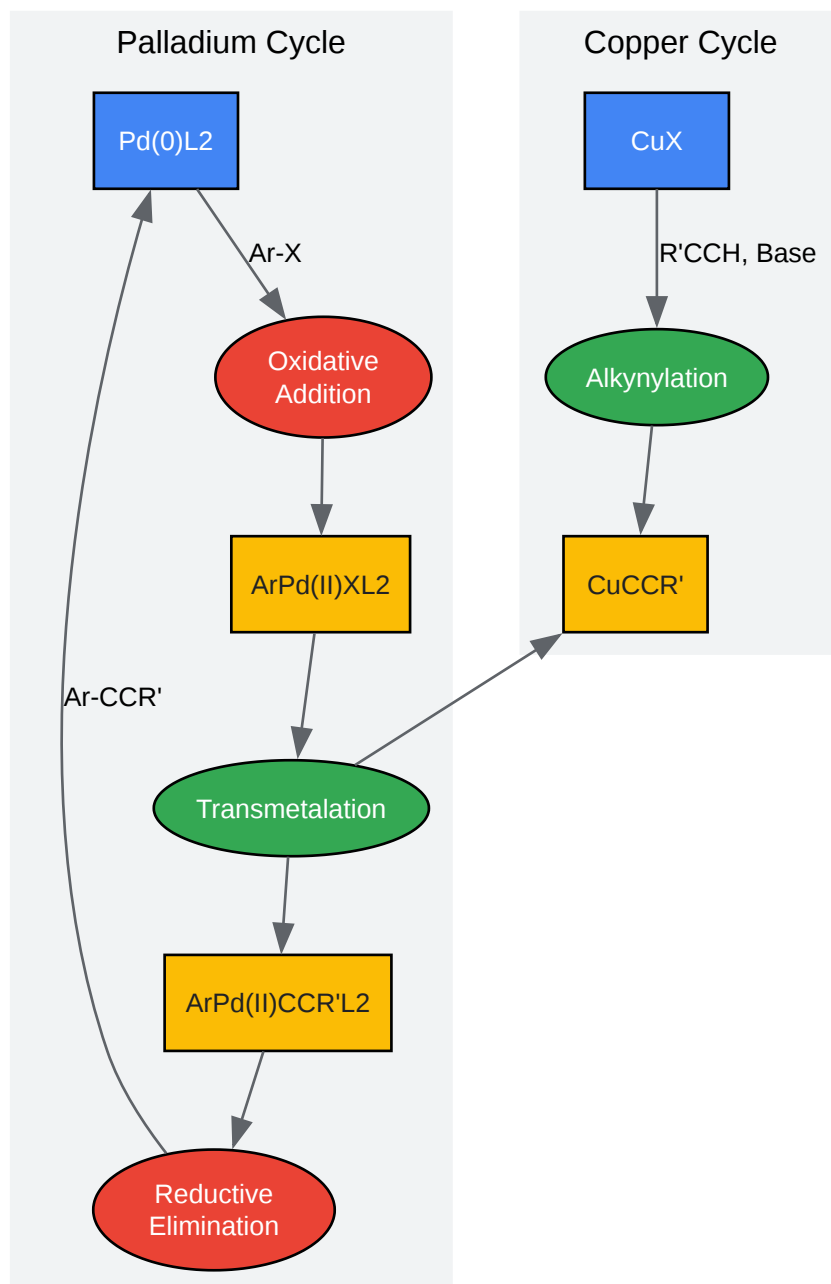 Palladium Cycle
Pd(0)L2
Ar-X
Oxidative
Addition
ArPd(II)XL2
Ar-CCR'
Transmetalation
ArPd(II)CCR'L2
Reductive
Elimination
Copper Cycle
CuX
R'CCH, Base
Alkynylation
CuCCR'